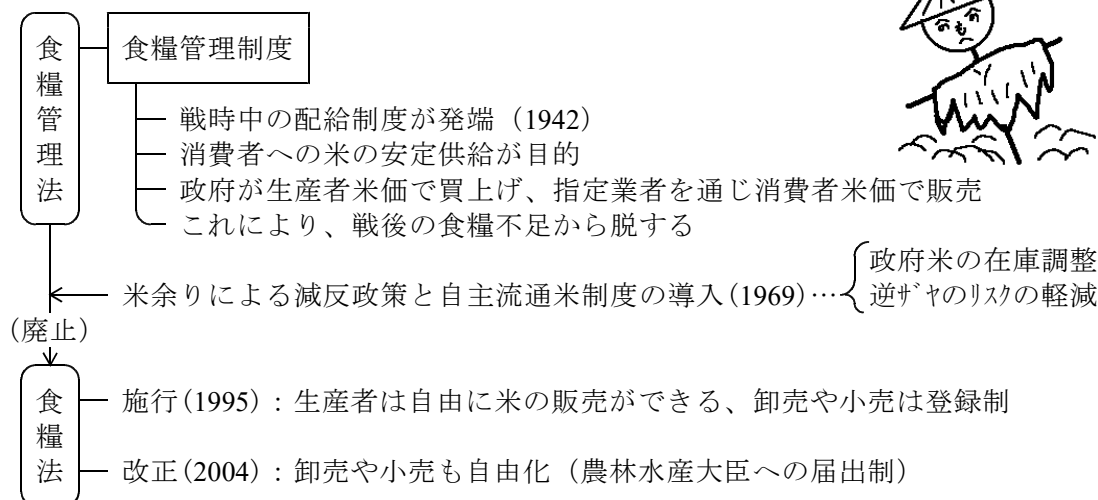 食糧管理法
食糧管理制度
戦時中の配給制度が発端（1942）
消費者への米の安定供給が目的
政府が生産者米価で買上げ、指定業者を通じ消費者米価で販売
これにより、戦後の食糧不足から脱する
米余りによる減反政策と自主流通米制度の導入(1969)…
政府米の在庫調整
逆ｻﾞﾔのﾘｽｸの軽減
(廃止)
食糧法
施行(1995)：生産者は自由に米の販売ができる、卸売や小売は登録制
改正(2004)：卸売や小売も自由化（農林水産大臣への届出制）